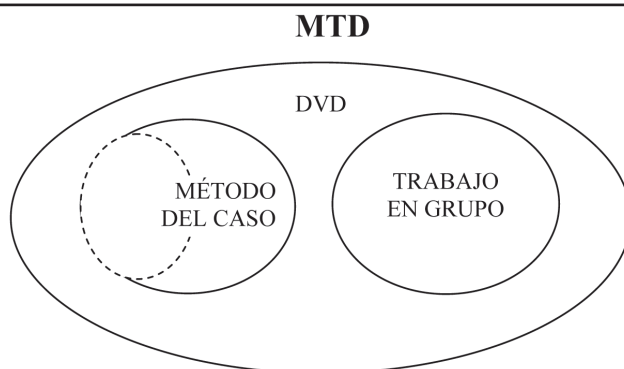 MTD
DVD
MÉTODO
DEL CASO
TRABAJO
EN GRUPO